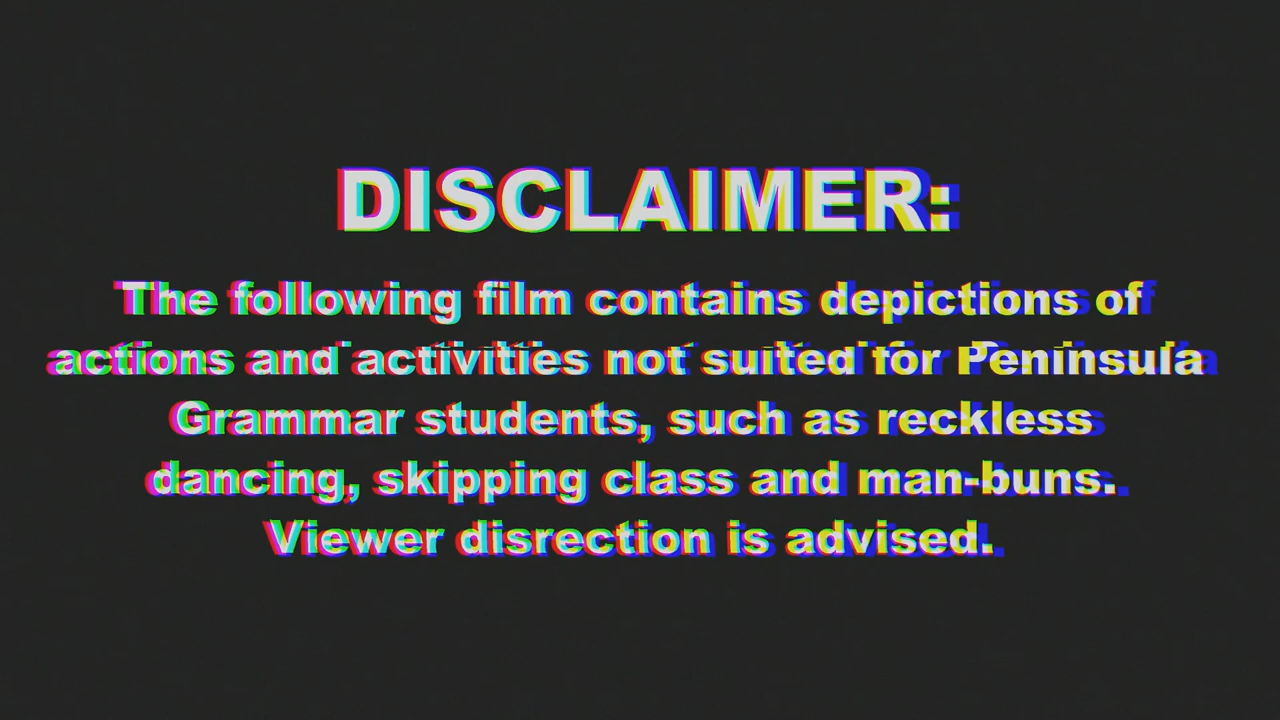 DISCLAIMER:
The following film contains depictions of
actions and activities not suited for Peninsula
Grammar students, such as reckless
dancing, skipping class and man-buns.
Viewer disrection is advised.